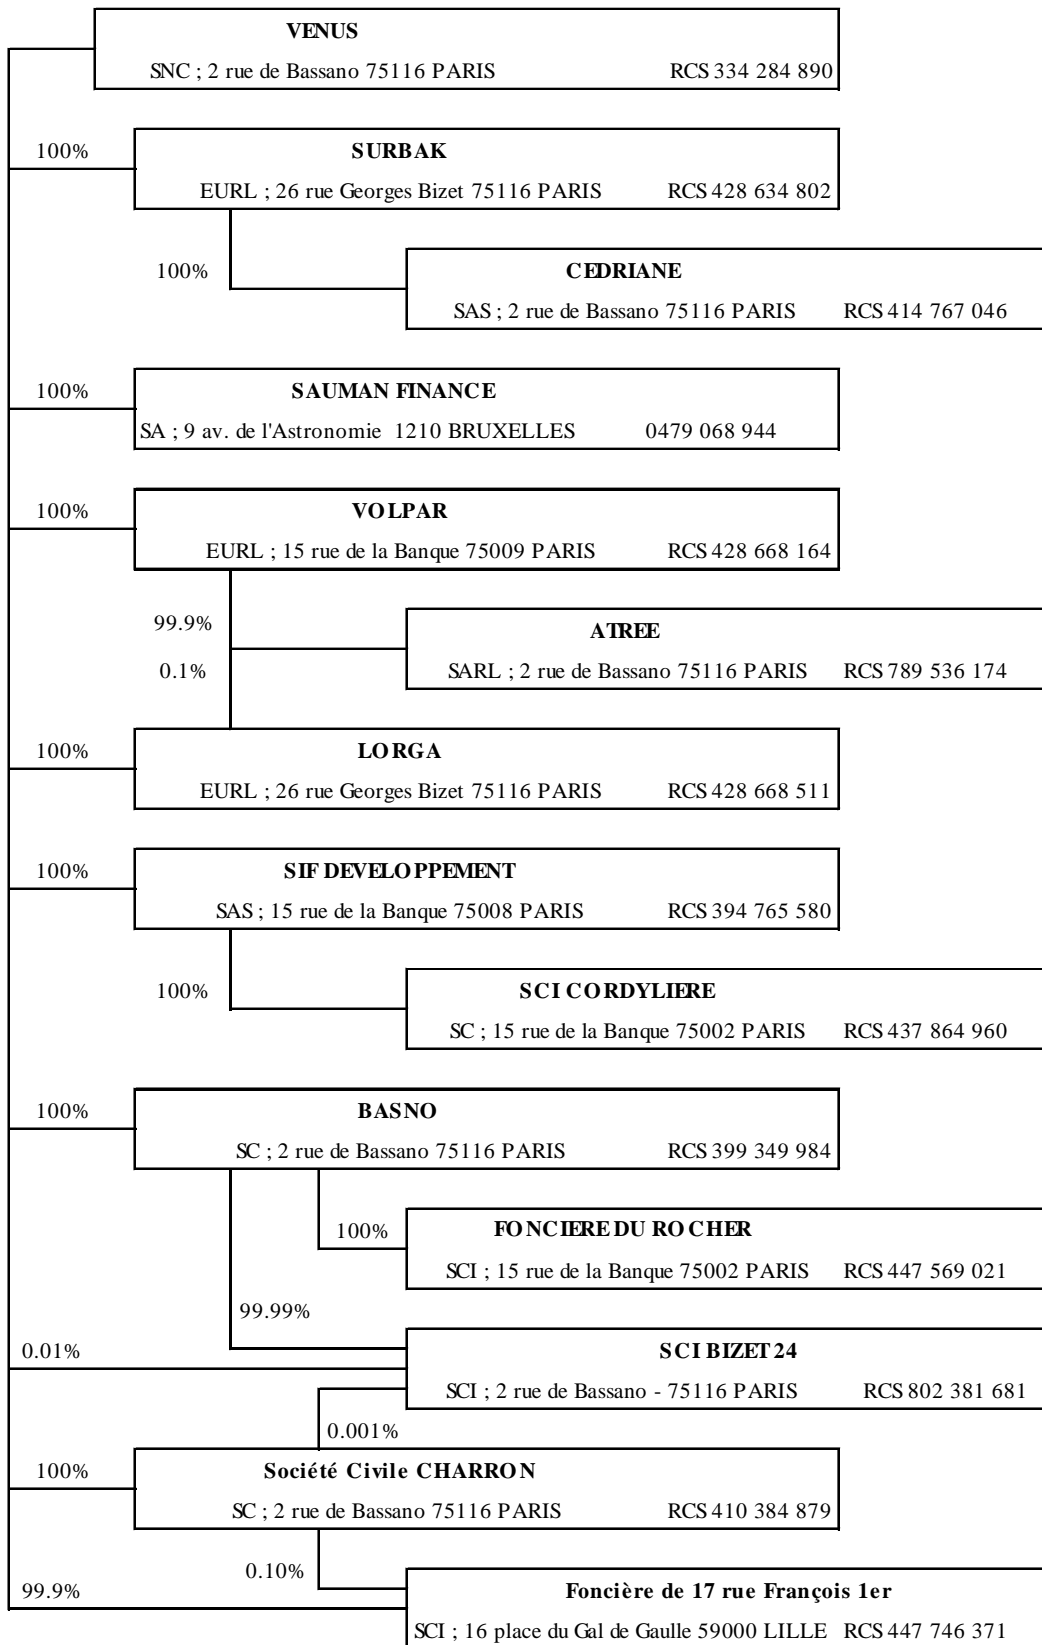 VENUS
SNC ; 2 rue de Bassano 75116 PARIS RCS 334 284 890
100% SURBAK
EURL ; 26 rue Georges Bizet 75116 PARIS RCS 428 634 802
100% CEDRIANE
SAS ; 2 rue de Bassano 75116 PARIS RCS 414 767 046
100% SAUMAN FINANCE
SA ; 9 av. de l'Astronomie 1210 BRUXELLES 0479 068 944
100% VOLPAR
EURL ; 15 rue de la Banque 75009 PARIS RCS 428 668 164
99.9% ATREE
0.1% SARL ; 2 rue de Bassano 75116 PARIS RCS 789 536 174
100% LORGA
EURL ; 26 rue Georges Bizet 75116 PARIS RCS 428 668 511
100% SIF DEVELOPPEMENT
SAS ; 15 rue de la Banque 75008 PARIS RCS 394 765 580
100% SCI CORDYLIERE
SC ; 15 rue de la Banque 75002 PARIS RCS 437 864 960
100% BASNO
SC ; 2 rue de Bassano 75116 PARIS RCS 399 349 984
100% FONCIERE DU ROCHER
SCI ; 15 rue de la Banque 75002 PARIS RCS 447 569 021
99.99%
0.01% SCI BIZET 24
SCI ; 2 rue de Bassano - 75116 PARIS RCS 802 381 681
0.001%
100% Société Civile CHARRON
SC ; 2 rue de Bassano 75116 PARIS RCS 410 384 879
0.10%
99.9% Foncière de 17 rue François 1er
SCI ; 16 place du Gal de Gaulle 59000 LILLE RCS 447 746 371